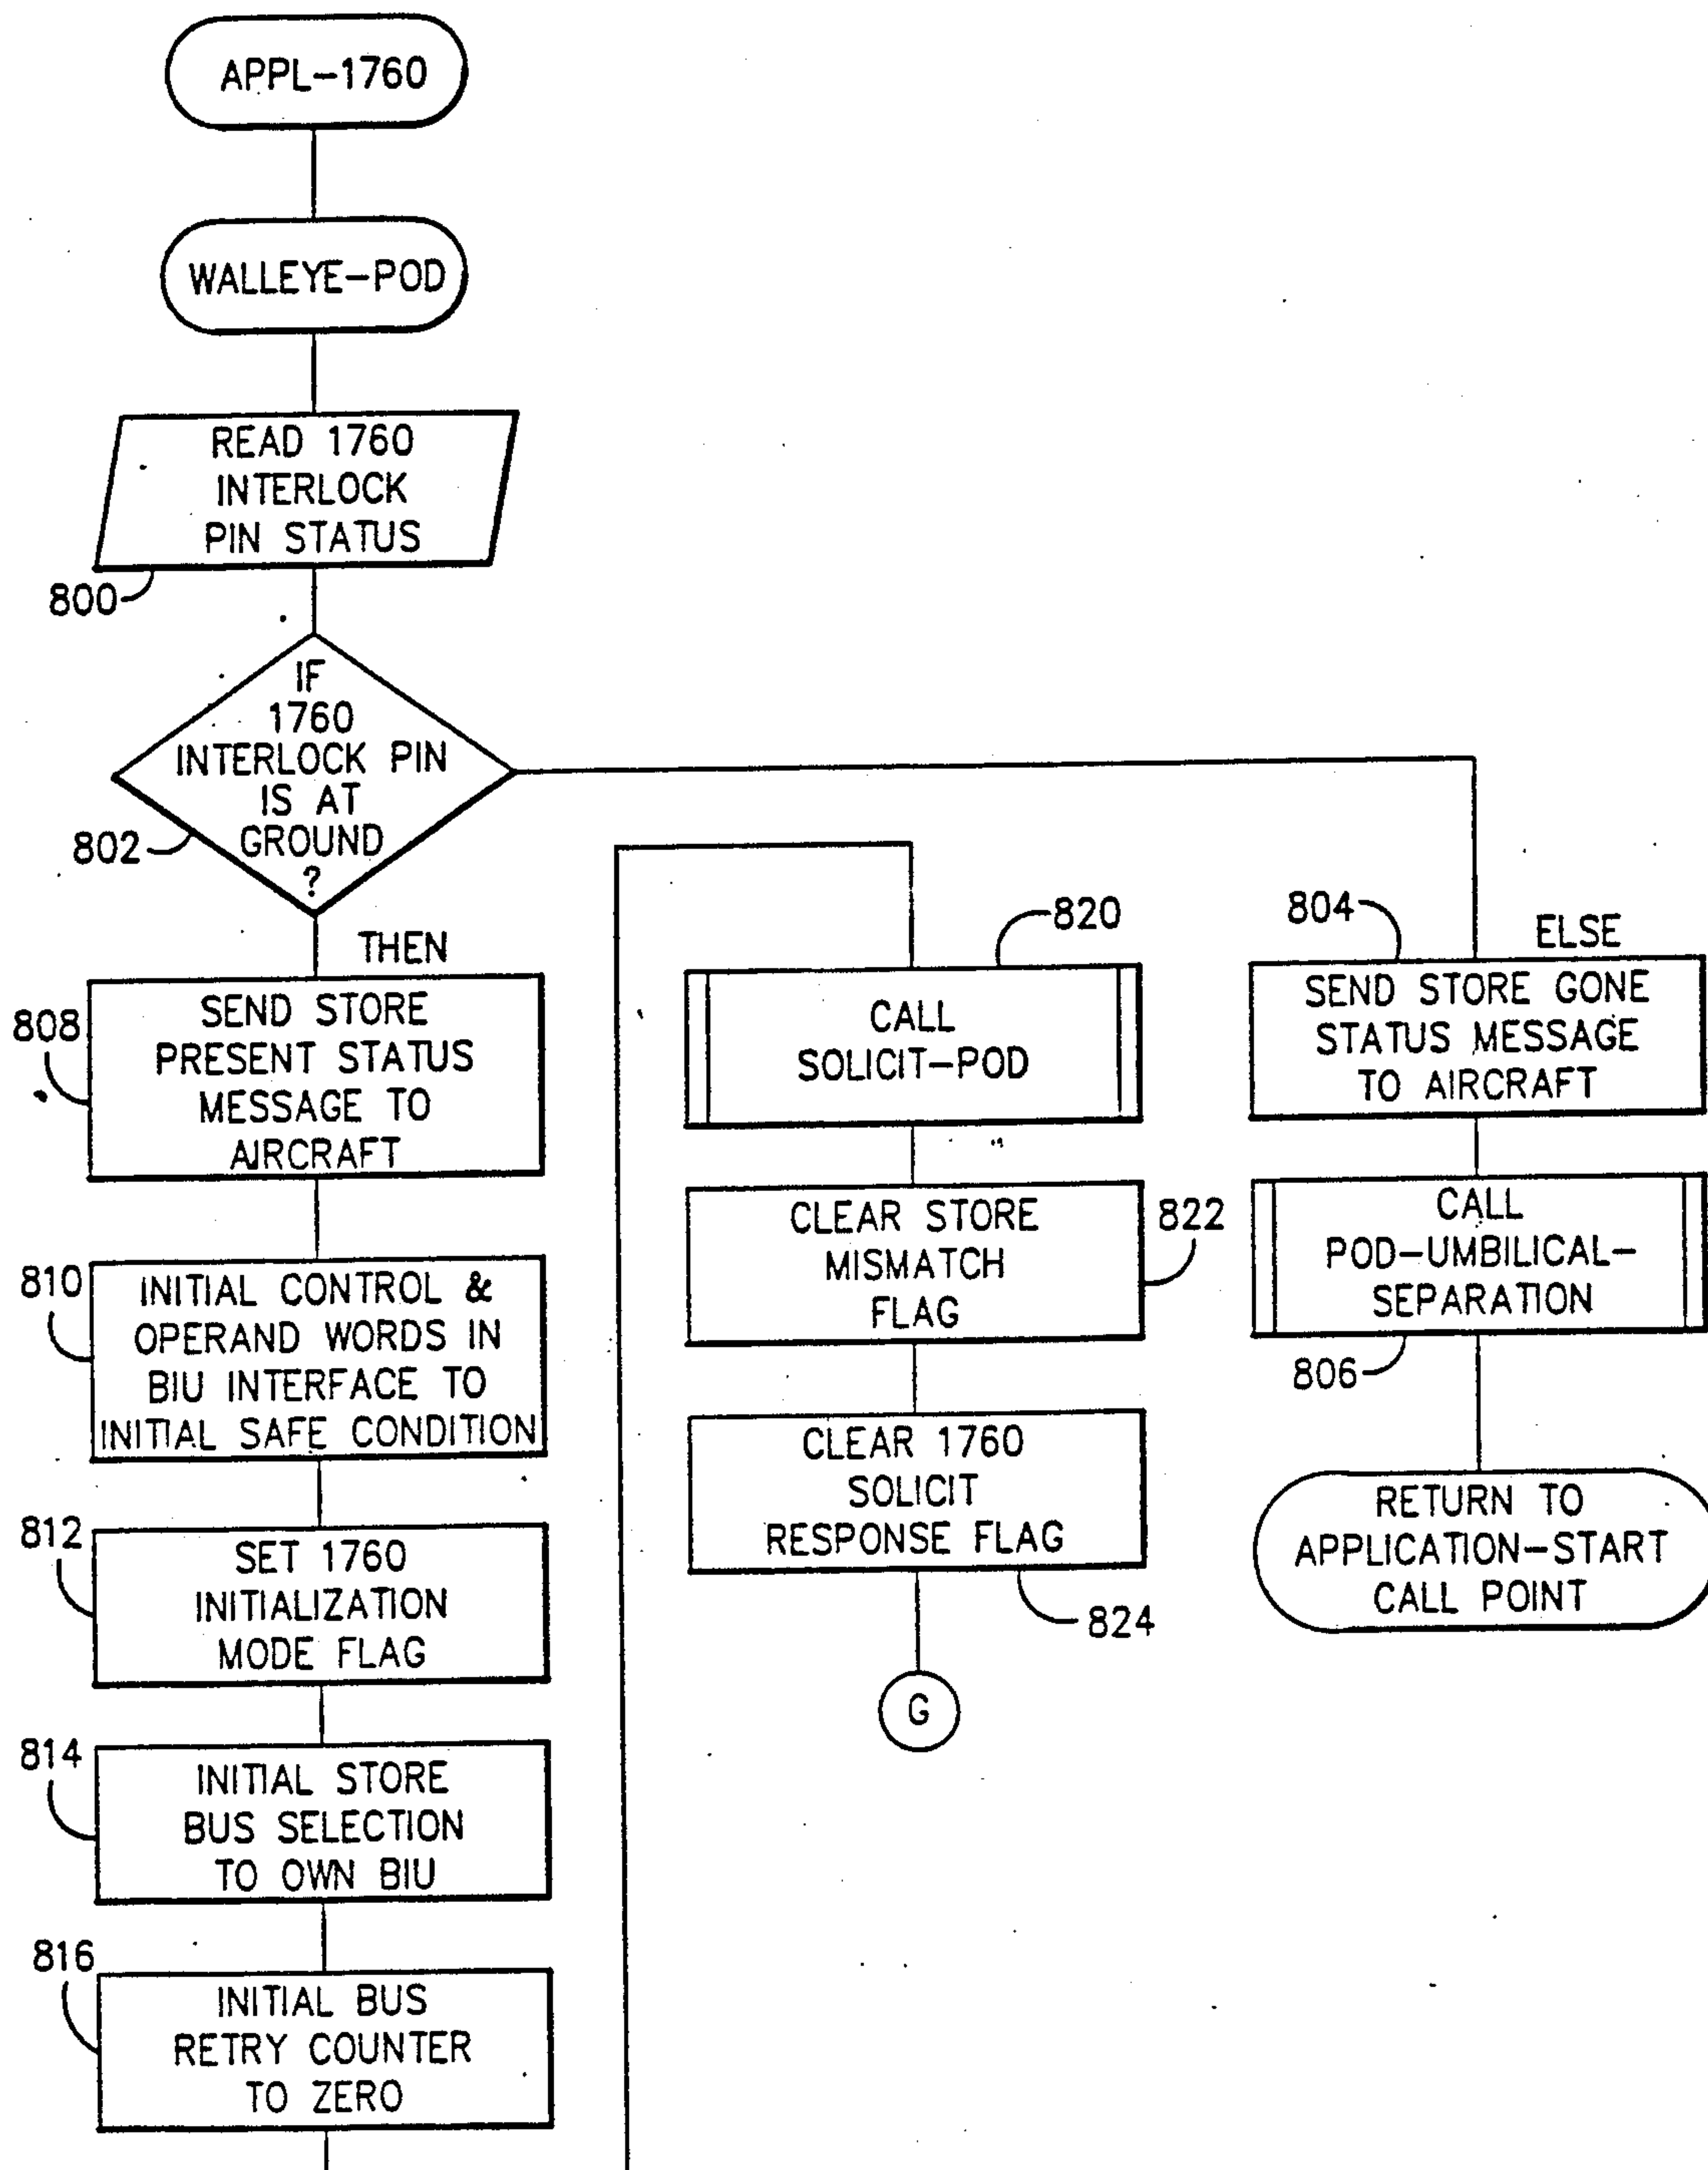 APPL-1760
WALLEYE-POD
READ 1760
INTERLOCK
PIN STATUS
800
IF
1760
INTERLOCK PIN
IS AT
GROUND
?
802
THEN
808
SEND STORE
PRESENT STATUS
MESSAGE TO
AIRCRAFT
810
INITIAL CONTROL &
OPERAND WORDS IN
BIU INTERFACE TO
INITIAL SAFE CONDITION
812
SET 1760
INITIALIZATION
MODE FLAG
814
INITIAL STORE
BUS SELECTION
TO OWN BIU
816
INITIAL BUS
RETRY COUNTER
TO ZERO
820
CALL
SOLICIT-POD
CLEAR STORE
MISMATCH
FLAG
822
CLEAR 1760
SOLICIT
RESPONSE FLAG
824
G
804
ELSE
SEND STORE GONE
STATUS MESSAGE
TO AIRCRAFT
CALL
POD-UMBILICAL-
SEPARATION
806
RETURN TO
APPLICATION-START
CALL POINT